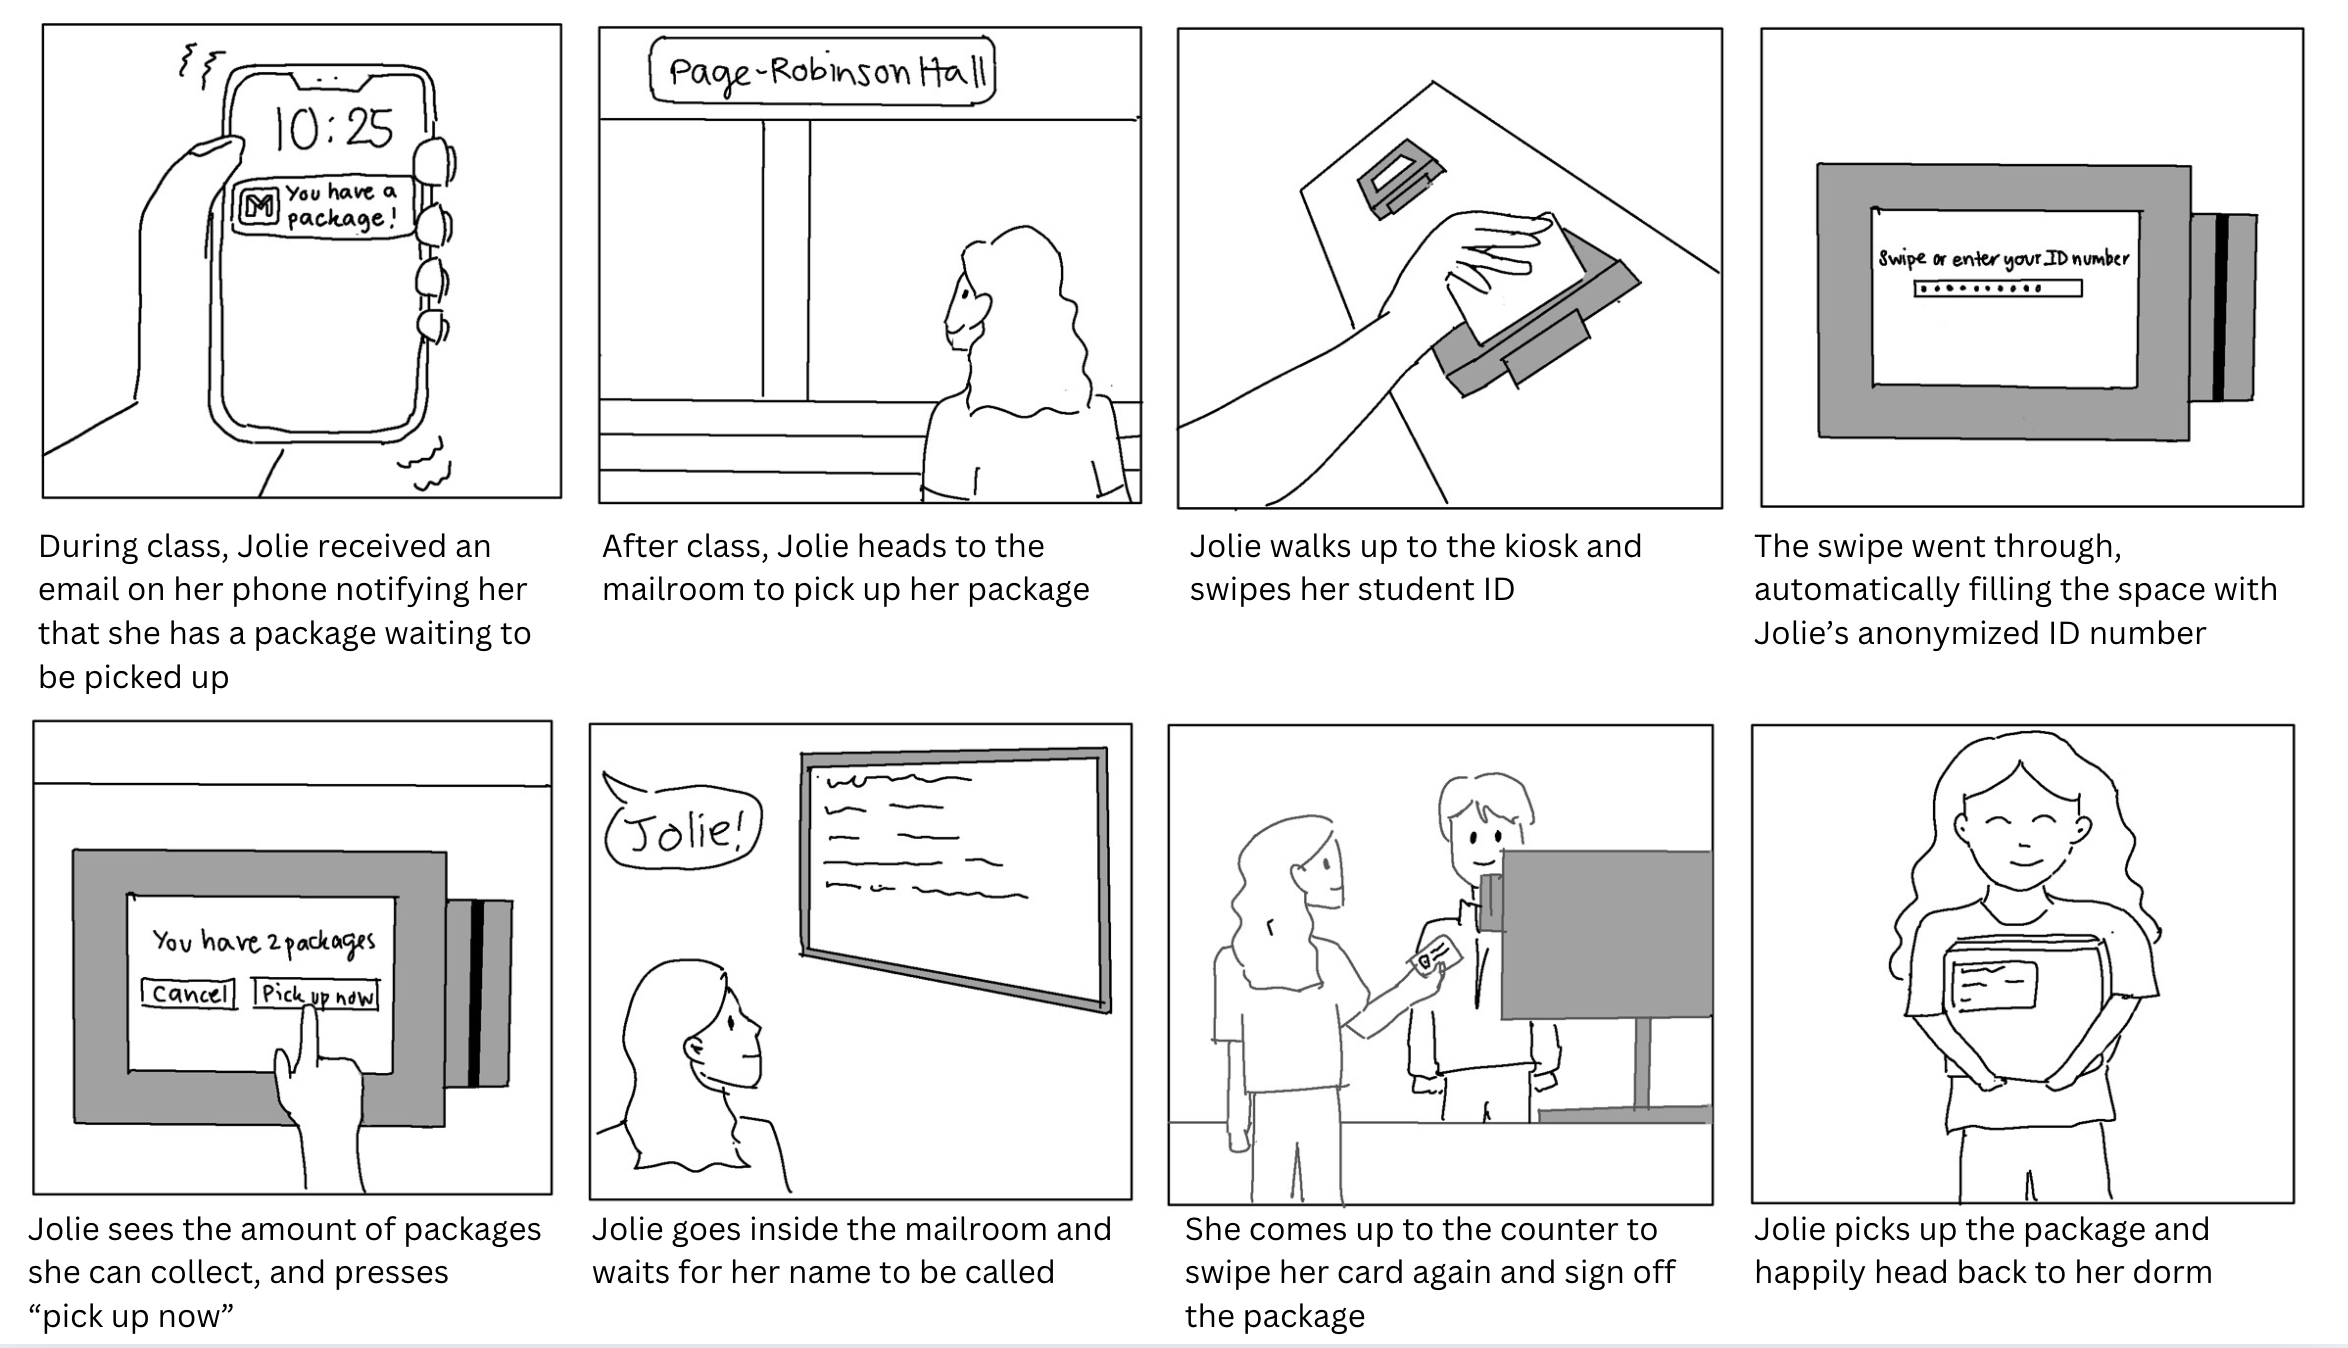 10:25
M You have a
package!
During class, Jolie received an
email on her phone notifying her
that she has a package waiting to
be picked up
Page-Robinson Hall
After class, Jolie heads to the
mailroom to pick up her package
Jolie walks up to the kiosk and
swipes her student ID
Swipe or enter your ID number
The swipe went through,
automatically filling the space with
Jolie’s anonymized ID number
You have 2 packages
Cancel Pick up now
Jolie sees the amount of packages
she can collect, and presses
“pick up now”
Jolie!
Jolie goes inside the mailroom and
waits for her name to be called
She comes up to the counter to
swipe her card again and sign off
the package
Jolie picks up the package and
happily head back to her dorm